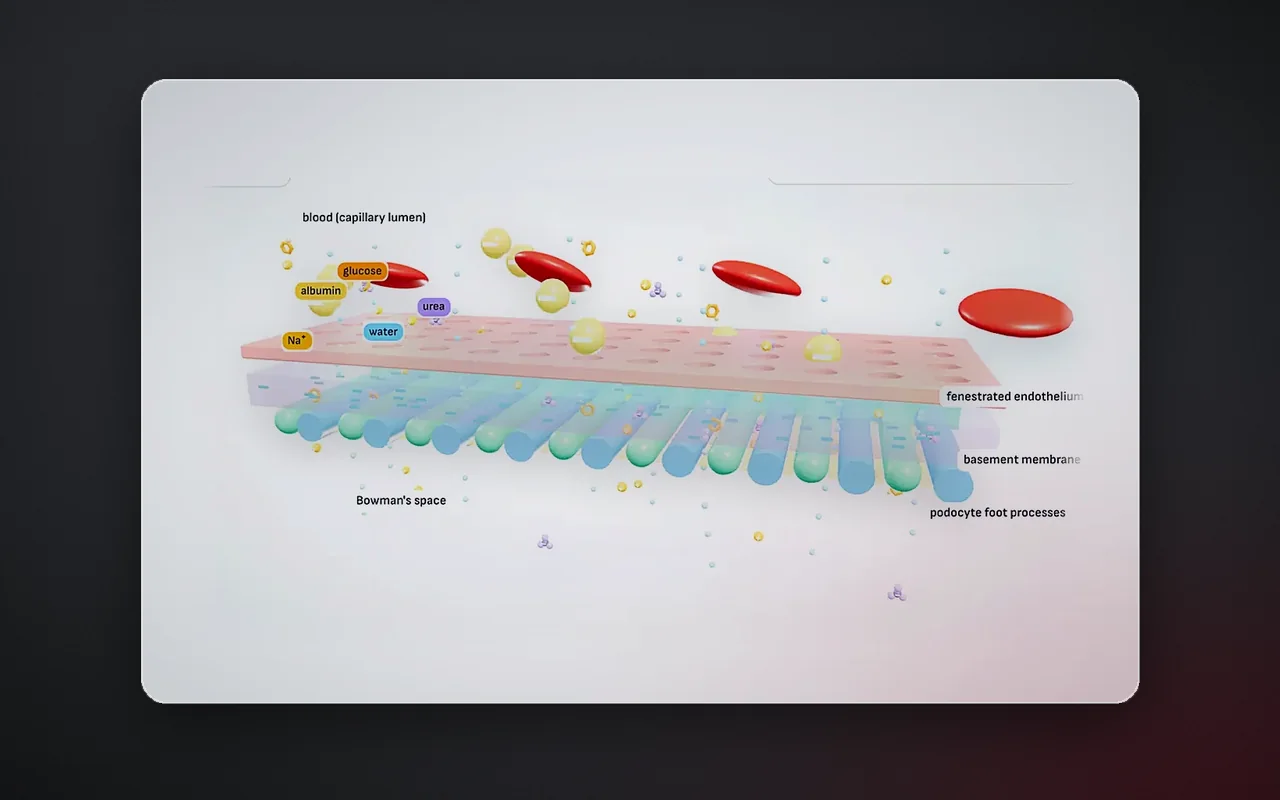 blood (capillary lumen)
glucose
albumin
urea
water
Na⁺
fenestrated endothelium
basement membrane
Bowman's space
podocyte foot processes